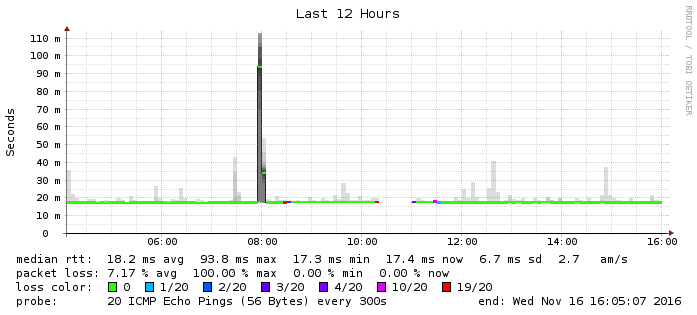 Last 12 Hours
RRDTOOL / TOBI OETIKER
Seconds
110 m
100 m
90 m
80 m
70 m
60 m
50 m
40 m
30 m
20 m
10 m
0
06:00 08:00 10:00 12:00 14:00 16:00
median rtt: 18.2 ms avg 93.8 ms max 17.3 ms min 17.4 ms now 6.7 ms sd 2.7 am/s
packet loss: 7.17 % avg 100.00 % max 0.00 % min 0.00 % now
loss color: 0 1/20 2/20 3/20 4/20 10/20 19/20
probe: 20 ICMP Echo Pings (56 Bytes) every 300s end: Wed Nov 16 16:05:07 2016